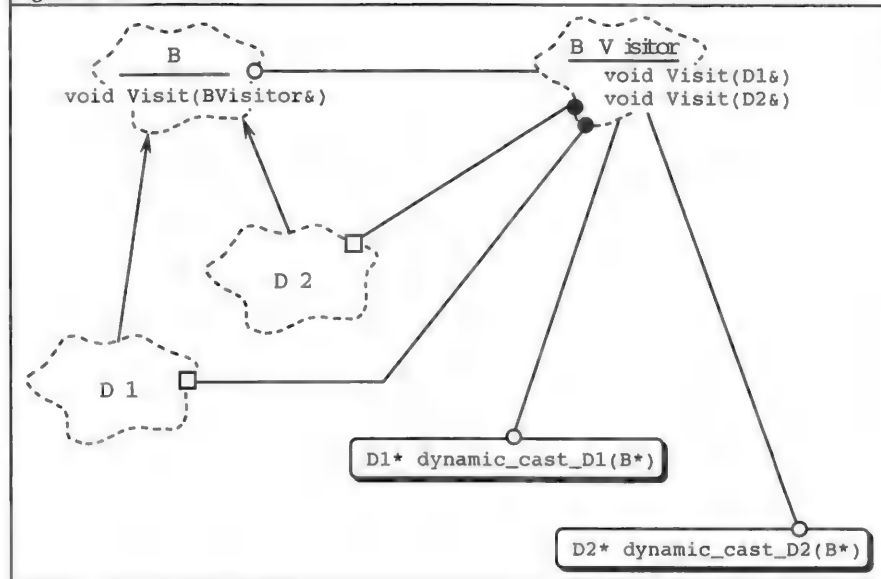 B
void Visit(BVisitor&)
B Visitor
void Visit(D1&)
void Visit(D2&)
D 2
D 1
D1* dynamic_cast_D1(B*)
D2* dynamic_cast_D2(B*)